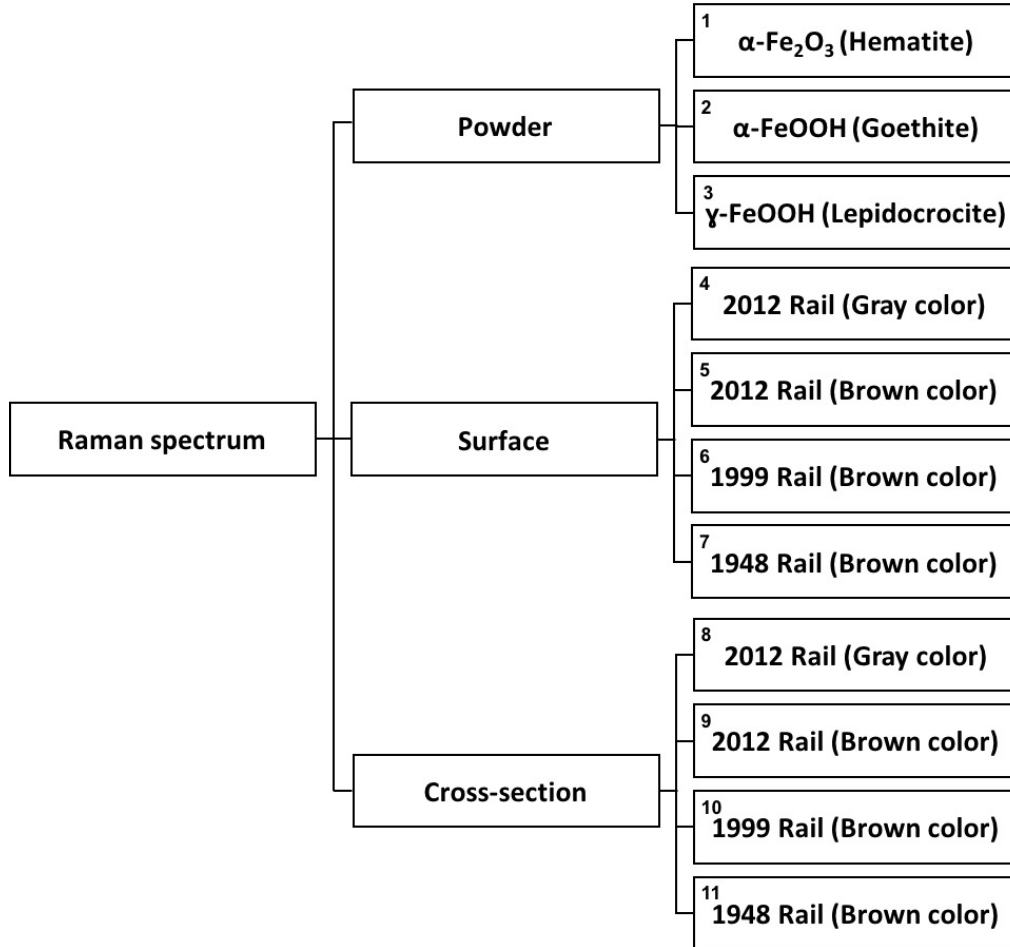 Raman spectrum
Powder
1
α-Fe₂O₃ (Hematite)
2
α-FeOOH (Goethite)
3
ɣ-FeOOH (Lepidocrocite)
Surface
4
2012 Rail (Gray color)
5
2012 Rail (Brown color)
6
1999 Rail (Brown color)
7
1948 Rail (Brown color)
Cross-section
8
2012 Rail (Gray color)
9
2012 Rail (Brown color)
10
1999 Rail (Brown color)
11
1948 Rail (Brown color)